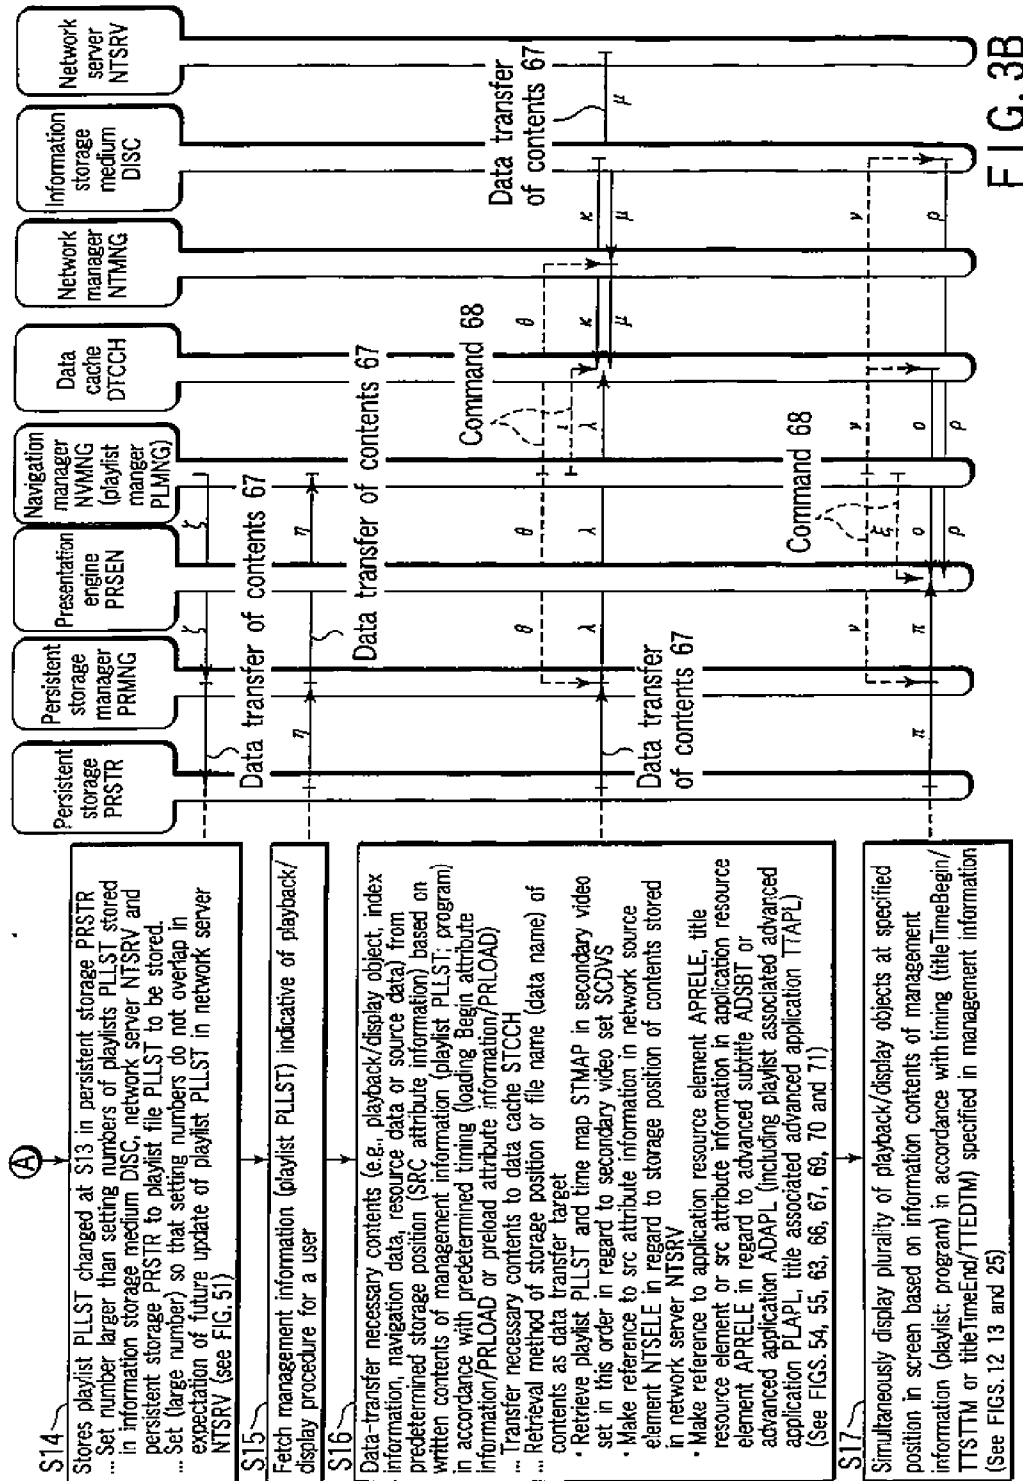 Ⓐ
S14
Stores playlist PLLST changed at S13 in persistent storage PRSTR
... Set number larger than setting numbers of playlists PLLST stored
in information storage medium DISC, network server NTSRV and
persistent storage PRSTR to playlist file PLLST to be stored.
... Set (large number) so that setting numbers do not overlap in
expectation of future update of playlist PLLST in network server
NTSRV (see FIG. 51)
S15
Fetch management information (playlist PLLST) indicative of playback/
display procedure for a user
S16
Data-transfer necessary contents (e.g., playback/display object, index
information, navigation data, resource data or source data) from
predetermined storage position (SRC attribute information) based on
written contents of management information (playlist PLLST; program)
in accordance with predetermined timing (loading Begin attribute
information/PRLOAD or preload attribute information/PRLOAD)
... Transfer necessary contents to data cache STCCH
... Retrieval method of storage position or file name (data name) of
contents as data transfer target
• Retrieve playlist PLLST and time map STMAP in secondary video
set in this order in regard to secondary video set SCDVS
• Make reference to src attribute information in network source
element NTSELE in regard to storage position of contents stored
in network server NTSRV
• Make reference to application resource element APRELE, title
resource element or src attribute information in application resource
element APRELE in regard to advanced subtitle ADSBT or
advanced application ADAPL (including playlist associated advanced
application PLAPL, title associated advanced application TTAPL)
(See FIGS. 54, 55, 63, 66, 67, 69, 70 and 71)
S17
Simultaneously display plurality of playback/display objects at specified
position in screen based on information contents of management
information (playlist; program) in accordance with timing (titleTimeBegin/
TTSTTM or titleTimeEnd/TTEDTM) specified in management information
(See FIGS. 12 13 and 25)
Persistent
storage
PRSTR
Persistent
storage
manager
PRMNG
Presentation
engine
PRSEN
Navigation
manager
NVMNG
(playlist
manger
PLMNG)
Data
cache
DTCCH
Network
manager
NTMNG
Information
storage
medium
DISC
Network
server
NTSRV
ζ ζ
Data transfer of contents 67
η η
Data transfer of contents 67
Command 68
θ θ θ
ι
κ κ
λ λ
μ μ μ
Data transfer
of contents 67
Data transfer
of contents 67
Command 68
ν ν ν
ξ
ο ο
π π
ρ ρ
FIG. 3B